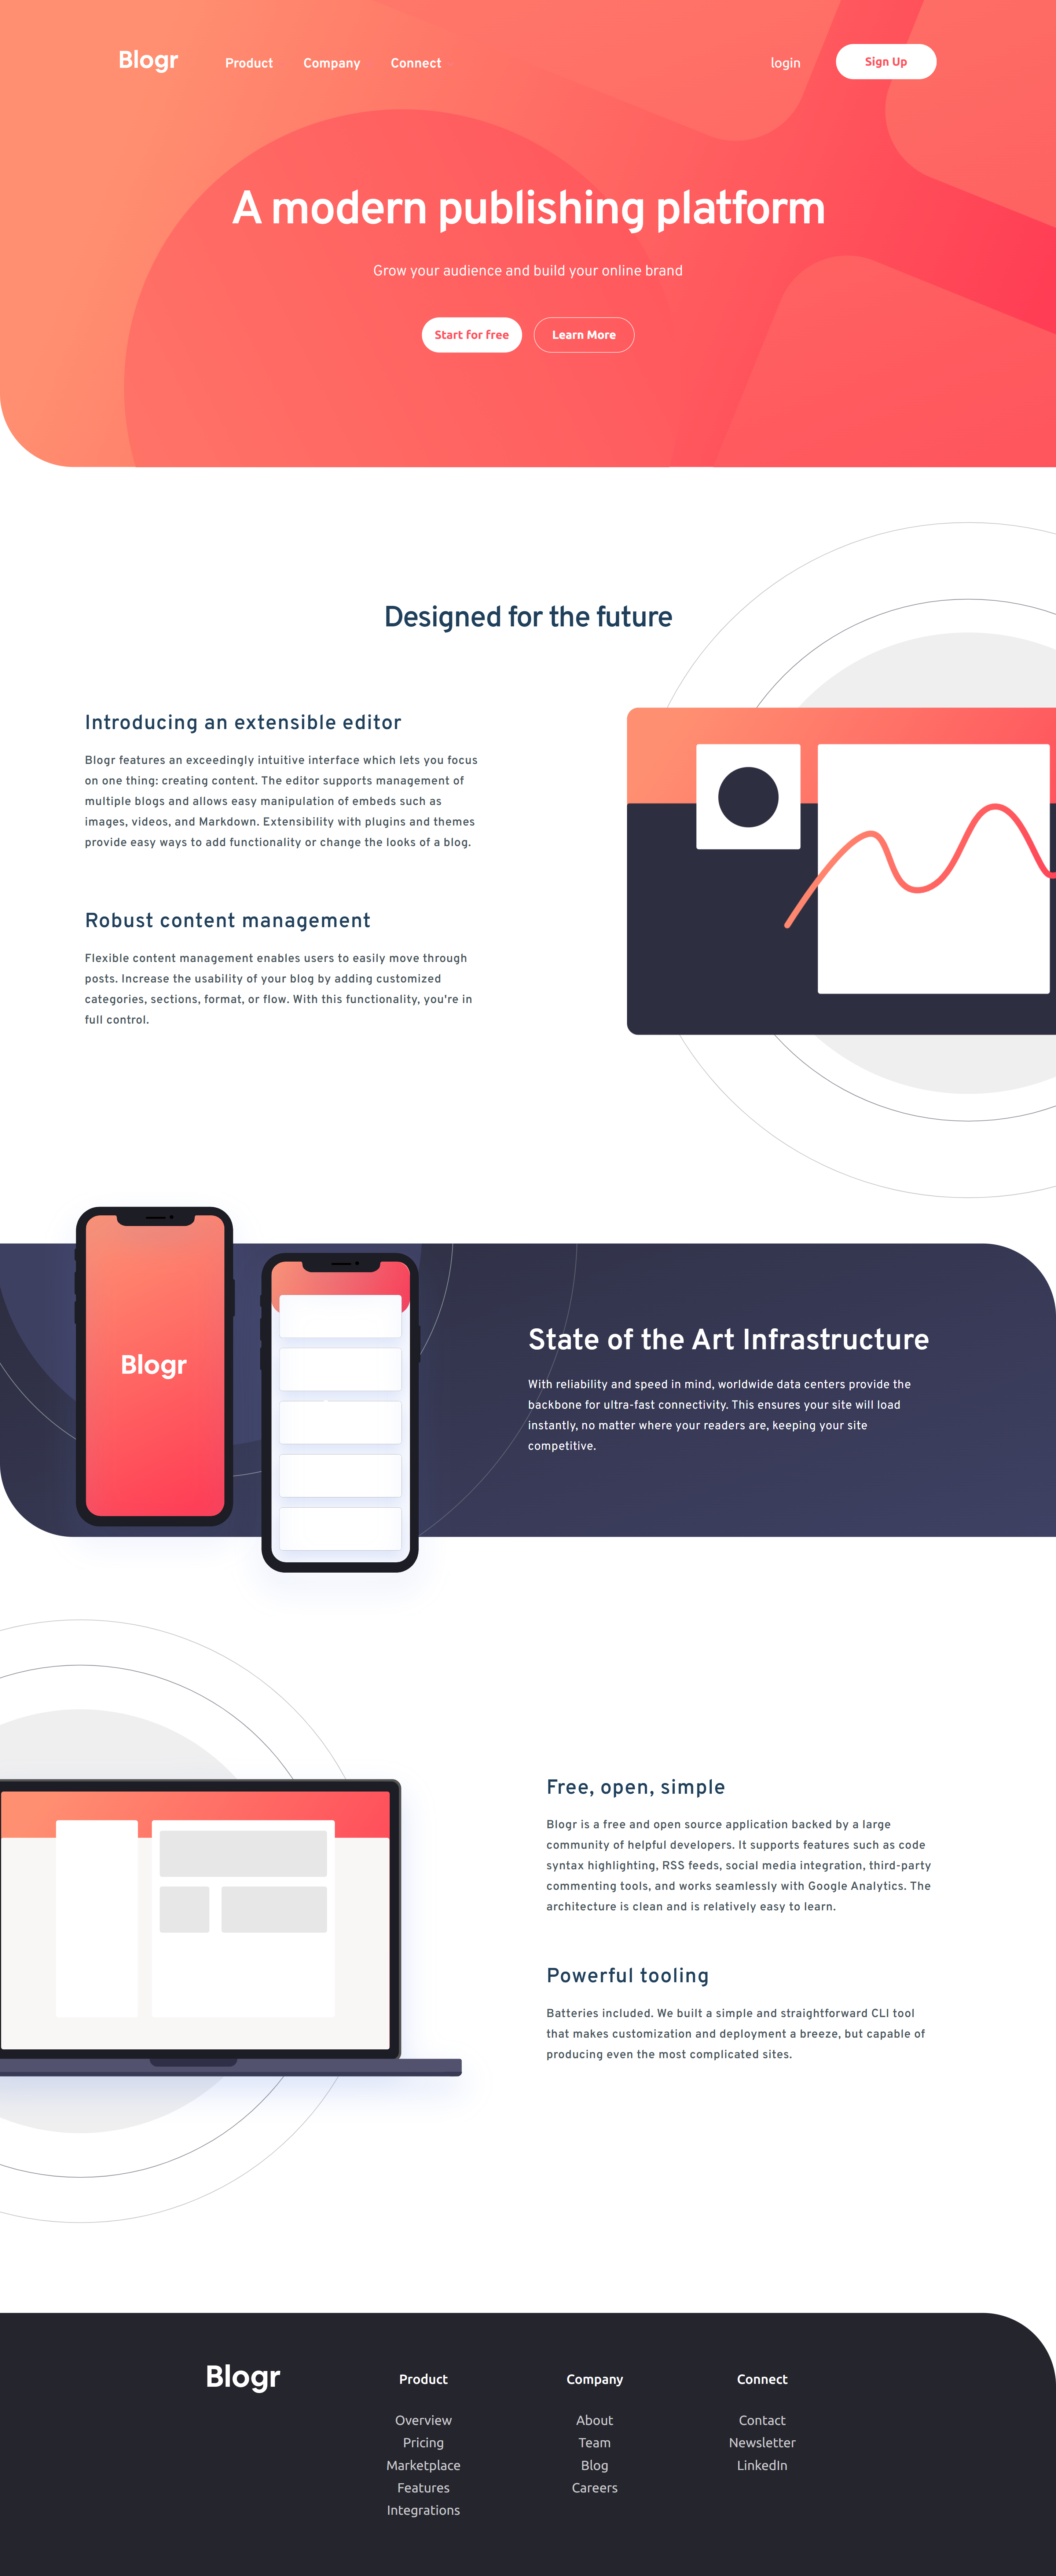 Blogr Product Company Connect login Sign Up
A modern publishing platform
Grow your audience and build your online brand
Start for free Learn More
Designed for the future
Introducing an extensible editor
Blogr features an exceedingly intuitive interface which lets you focus
on one thing: creating content. The editor supports management of
multiple blogs and allows easy manipulation of embeds such as
images, videos, and Markdown. Extensibility with plugins and themes
provide easy ways to add functionality or change the looks of a blog.
Robust content management
Flexible content management enables users to easily move through
posts. Increase the usability of your blog by adding customized
categories, sections, format, or flow. With this functionality, you're in
full control.
Blogr
State of the Art Infrastructure
With reliability and speed in mind, worldwide data centers provide the
backbone for ultra-fast connectivity. This ensures your site will load
instantly, no matter where your readers are, keeping your site
competitive.
Free, open, simple
Blogr is a free and open source application backed by a large
community of helpful developers. It supports features such as code
syntax highlighting, RSS feeds, social media integration, third-party
commenting tools, and works seamlessly with Google Analytics. The
architecture is clean and is relatively easy to learn.
Powerful tooling
Batteries included. We built a simple and straightforward CLI tool
that makes customization and deployment a breeze, but capable of
producing even the most complicated sites.
Blogr
Product
Overview
Pricing
Marketplace
Features
Integrations
Company
About
Team
Blog
Careers
Connect
Contact
Newsletter
LinkedIn